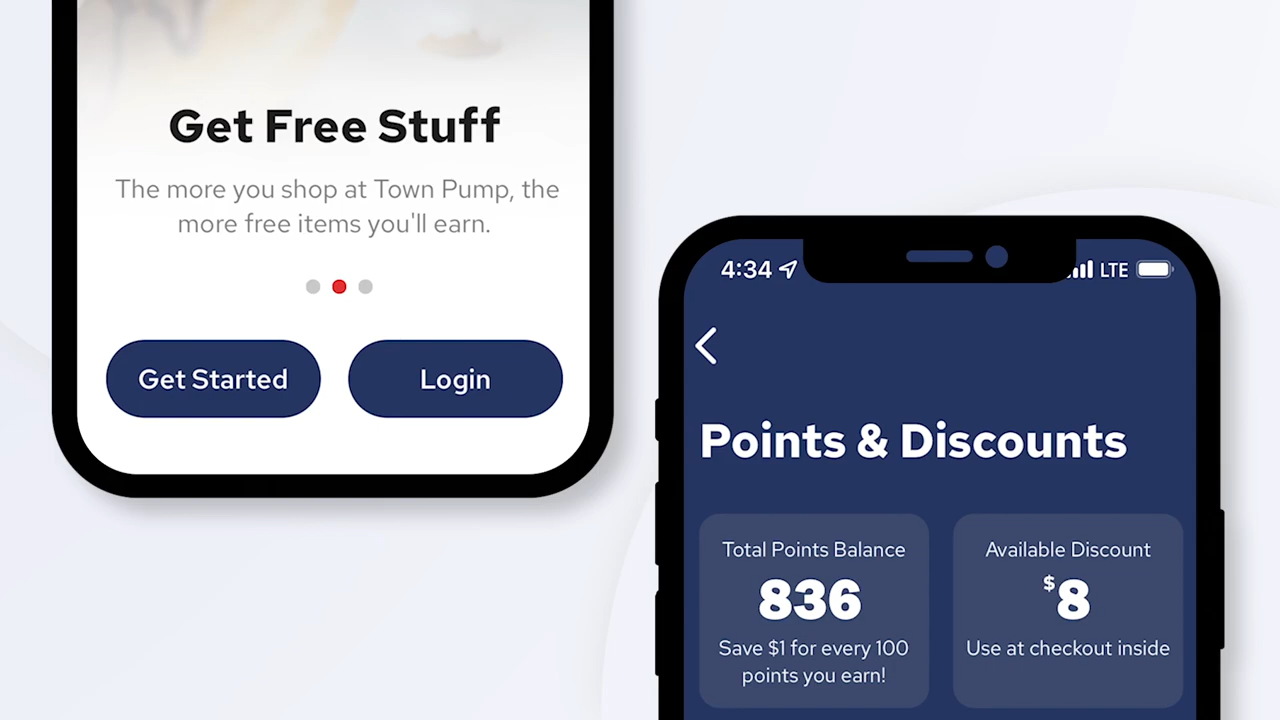 Get Free Stuff
The more you shop at Town Pump, the
more free items you'll earn.
Get Started
Login
4:34
LTE
Points & Discounts
Total Points Balance
836
Save $1 for every 100
points you earn!
Available Discount
$8
Use at checkout inside